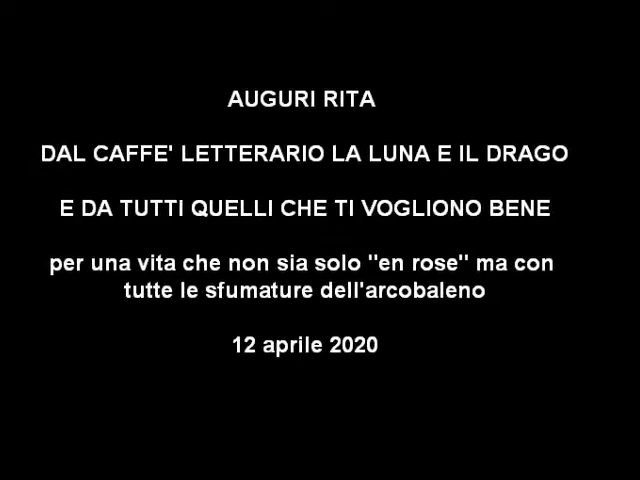 AUGURI RITA
DAL CAFFE' LETTERARIO LA LUNA E IL DRAGO
E DA TUTTI QUELLI CHE TI VOGLIONO BENE
per una vita che non sia solo "en rose" ma con
tutte le sfumature dell'arcobaleno
12 aprile 2020